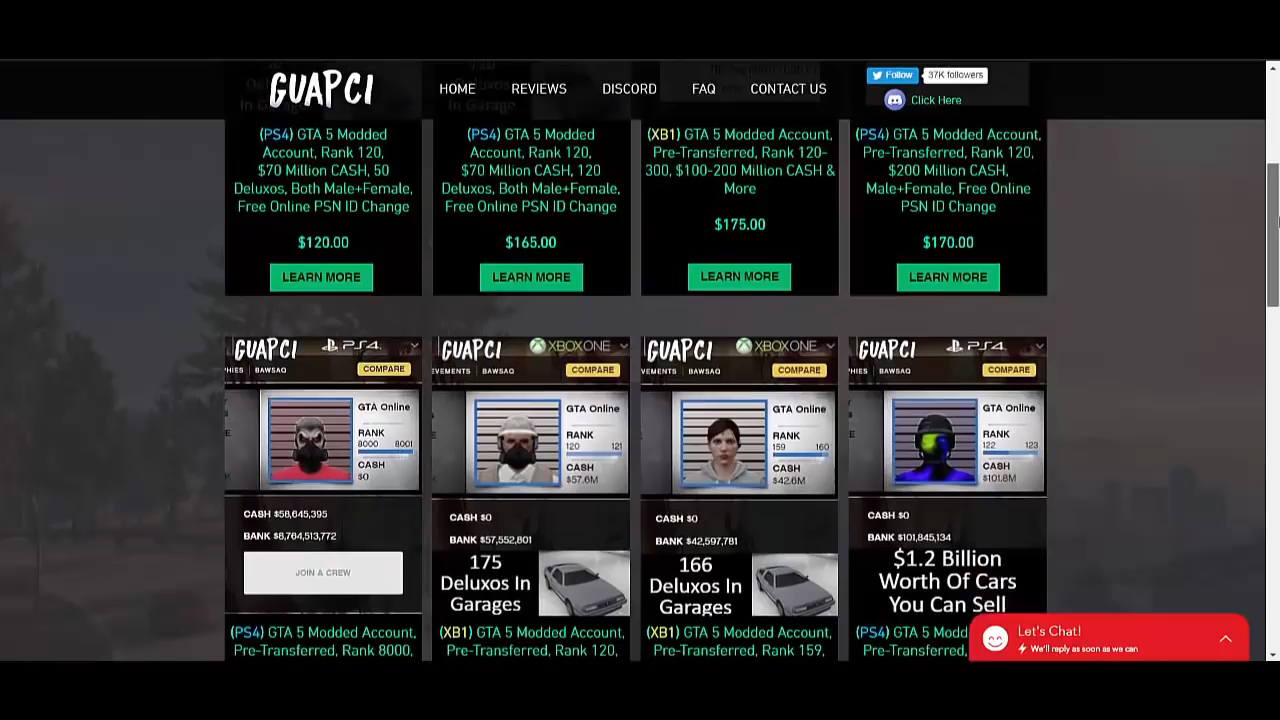 GUAPCI
HOME
REVIEWS
DISCORD
FAQ
CONTACT US
Follow
37K followers
Click Here
(PS4) GTA 5 Modded
Account, Rank 120,
$70 Million CASH, 50
Deluxos, Both Male+Female,
Free Online PSN ID Change
$120.00
LEARN MORE
(PS4) GTA 5 Modded
Account, Rank 120,
$70 Million CASH, 120
Deluxos, Both Male+Female,
Free Online PSN ID Change
$165.00
LEARN MORE
(XB1) GTA 5 Modded Account,
Pre-Transferred, Rank 120-
300, $100-200 Million CASH &
More
$175.00
LEARN MORE
(PS4) GTA 5 Modded Account,
Pre-Transferred, Rank 120,
$200 Million CASH,
Male+Female, Free Online
PSN ID Change
$170.00
LEARN MORE
GUAPCI PS4
HIES BAWSAQ COMPARE
GTA Online
RANK
8000 8001
CASH
$0
CASH $58,645,395
BANK $8,764,513,772
JOIN A CREW
(PS4) GTA 5 Modded Account,
Pre-Transferred, Rank 8000,
GUAPCI XBOX ONE
EVEMENTS BAWSAQ COMPARE
GTA Online
RANK
120 121
CASH
$57.6M
CASH $0
BANK $57,552,801
175
Deluxos In
Garages
(XB1) GTA 5 Modded Account,
Pre-Transferred, Rank 120,
GUAPCI XBOX ONE
VEMENTS BAWSAQ COMPARE
GTA Online
RANK
159 160
CASH
$42.6M
CASH $0
BANK $42,597,781
166
Deluxos In
Garages
(XB1) GTA 5 Modded Account,
Pre-Transferred, Rank 159,
GUAPCI PS4
HIES BAWSAQ COMPARE
GTA Online
RANK
122 123
CASH
$101.8M
CASH $0
BANK $101,845,134
$1.2 Billion
Worth Of Cars
You Can Sell
(PS4) GTA 5 Modd
Pre-Transferred,
Let's Chat!
We'll reply as soon as we can